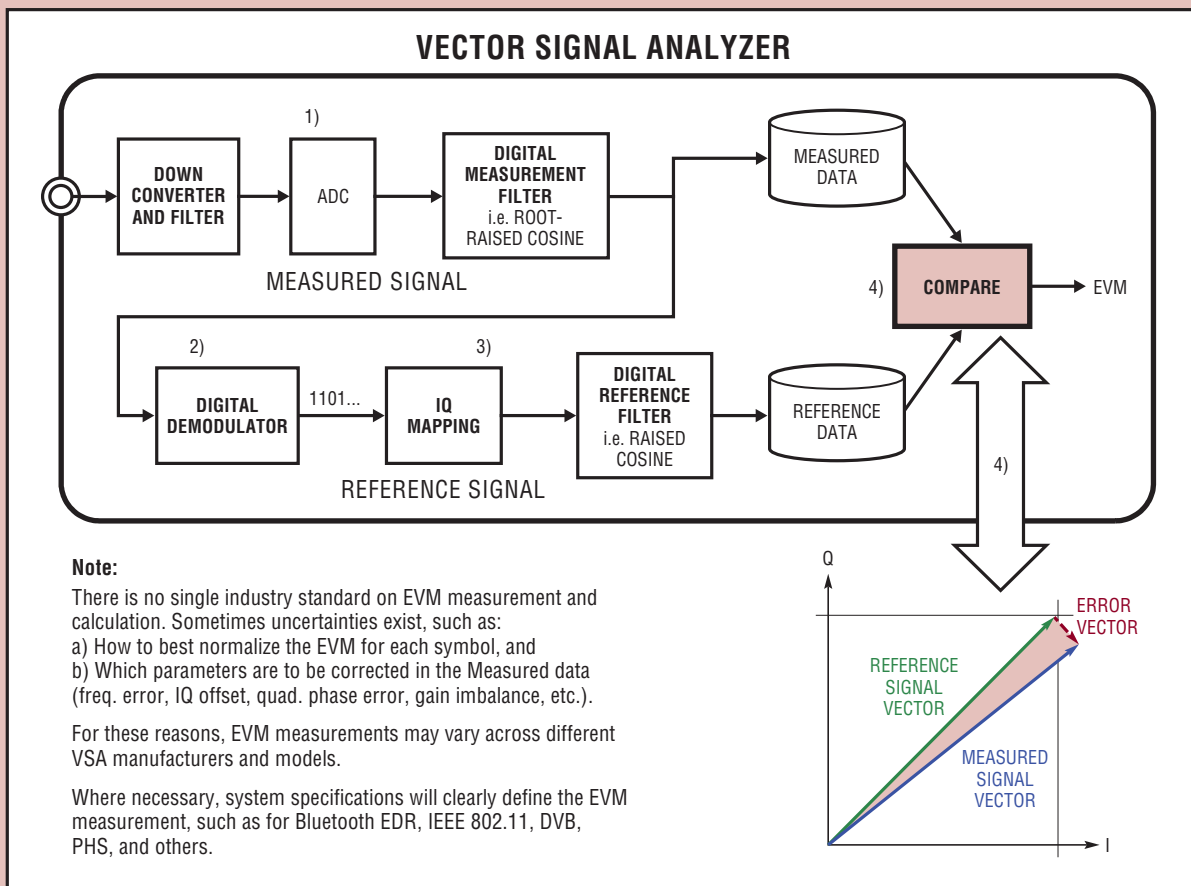 VECTOR SIGNAL ANALYZER
1)
DOWN
CONVERTER
AND FILTER
ADC
DIGITAL
MEASUREMENT
FILTER
i.e. ROOT-
RAISED COSINE
MEASURED
DATA
MEASURED SIGNAL
4)
COMPARE
EVM
2)
3)
DIGITAL
DEMODULATOR
1101...
IQ
MAPPING
DIGITAL
REFERENCE
FILTER
i.e. RAISED
COSINE
REFERENCE
DATA
4)
REFERENCE SIGNAL
Note:
There is no single industry standard on EVM measurement and
calculation. Sometimes uncertainties exist, such as:
a) How to best normalize the EVM for each symbol, and
b) Which parameters are to be corrected in the Measured data
(freq. error, IQ offset, quad. phase error, gain imbalance, etc.).
For these reasons, EVM measurements may vary across different
VSA manufacturers and models.
Where necessary, system specifications will clearly define the EVM
measurement, such as for Bluetooth EDR, IEEE 802.11, DVB,
PHS, and others.
Q
ERROR
VECTOR
REFERENCE
SIGNAL
VECTOR
MEASURED
SIGNAL
VECTOR
I